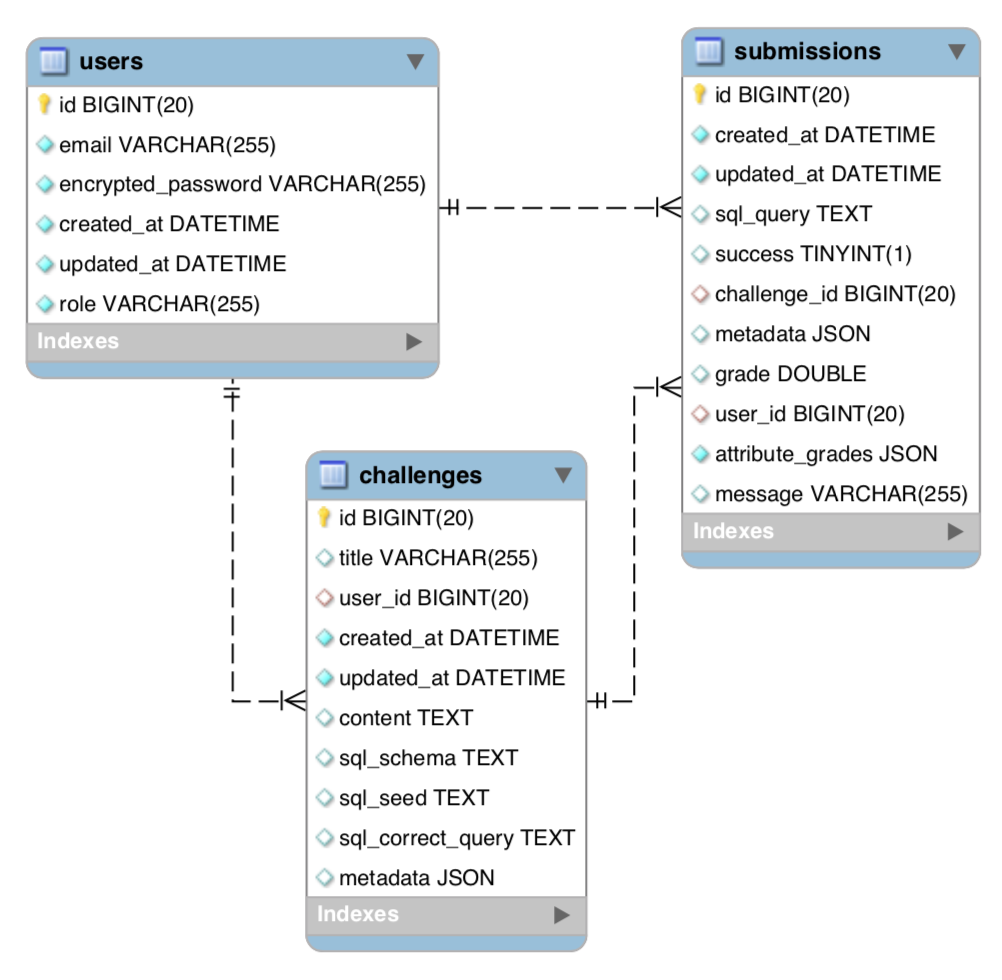 users
id BIGINT(20)
email VARCHAR(255)
encrypted_password VARCHAR(255)
created_at DATETIME
updated_at DATETIME
role VARCHAR(255)
Indexes
submissions
id BIGINT(20)
created_at DATETIME
updated_at DATETIME
sql_query TEXT
success TINYINT(1)
challenge_id BIGINT(20)
metadata JSON
grade DOUBLE
user_id BIGINT(20)
attribute_grades JSON
message VARCHAR(255)
Indexes
challenges
id BIGINT(20)
title VARCHAR(255)
user_id BIGINT(20)
created_at DATETIME
updated_at DATETIME
content TEXT
sql_schema TEXT
sql_seed TEXT
sql_correct_query TEXT
metadata JSON
Indexes